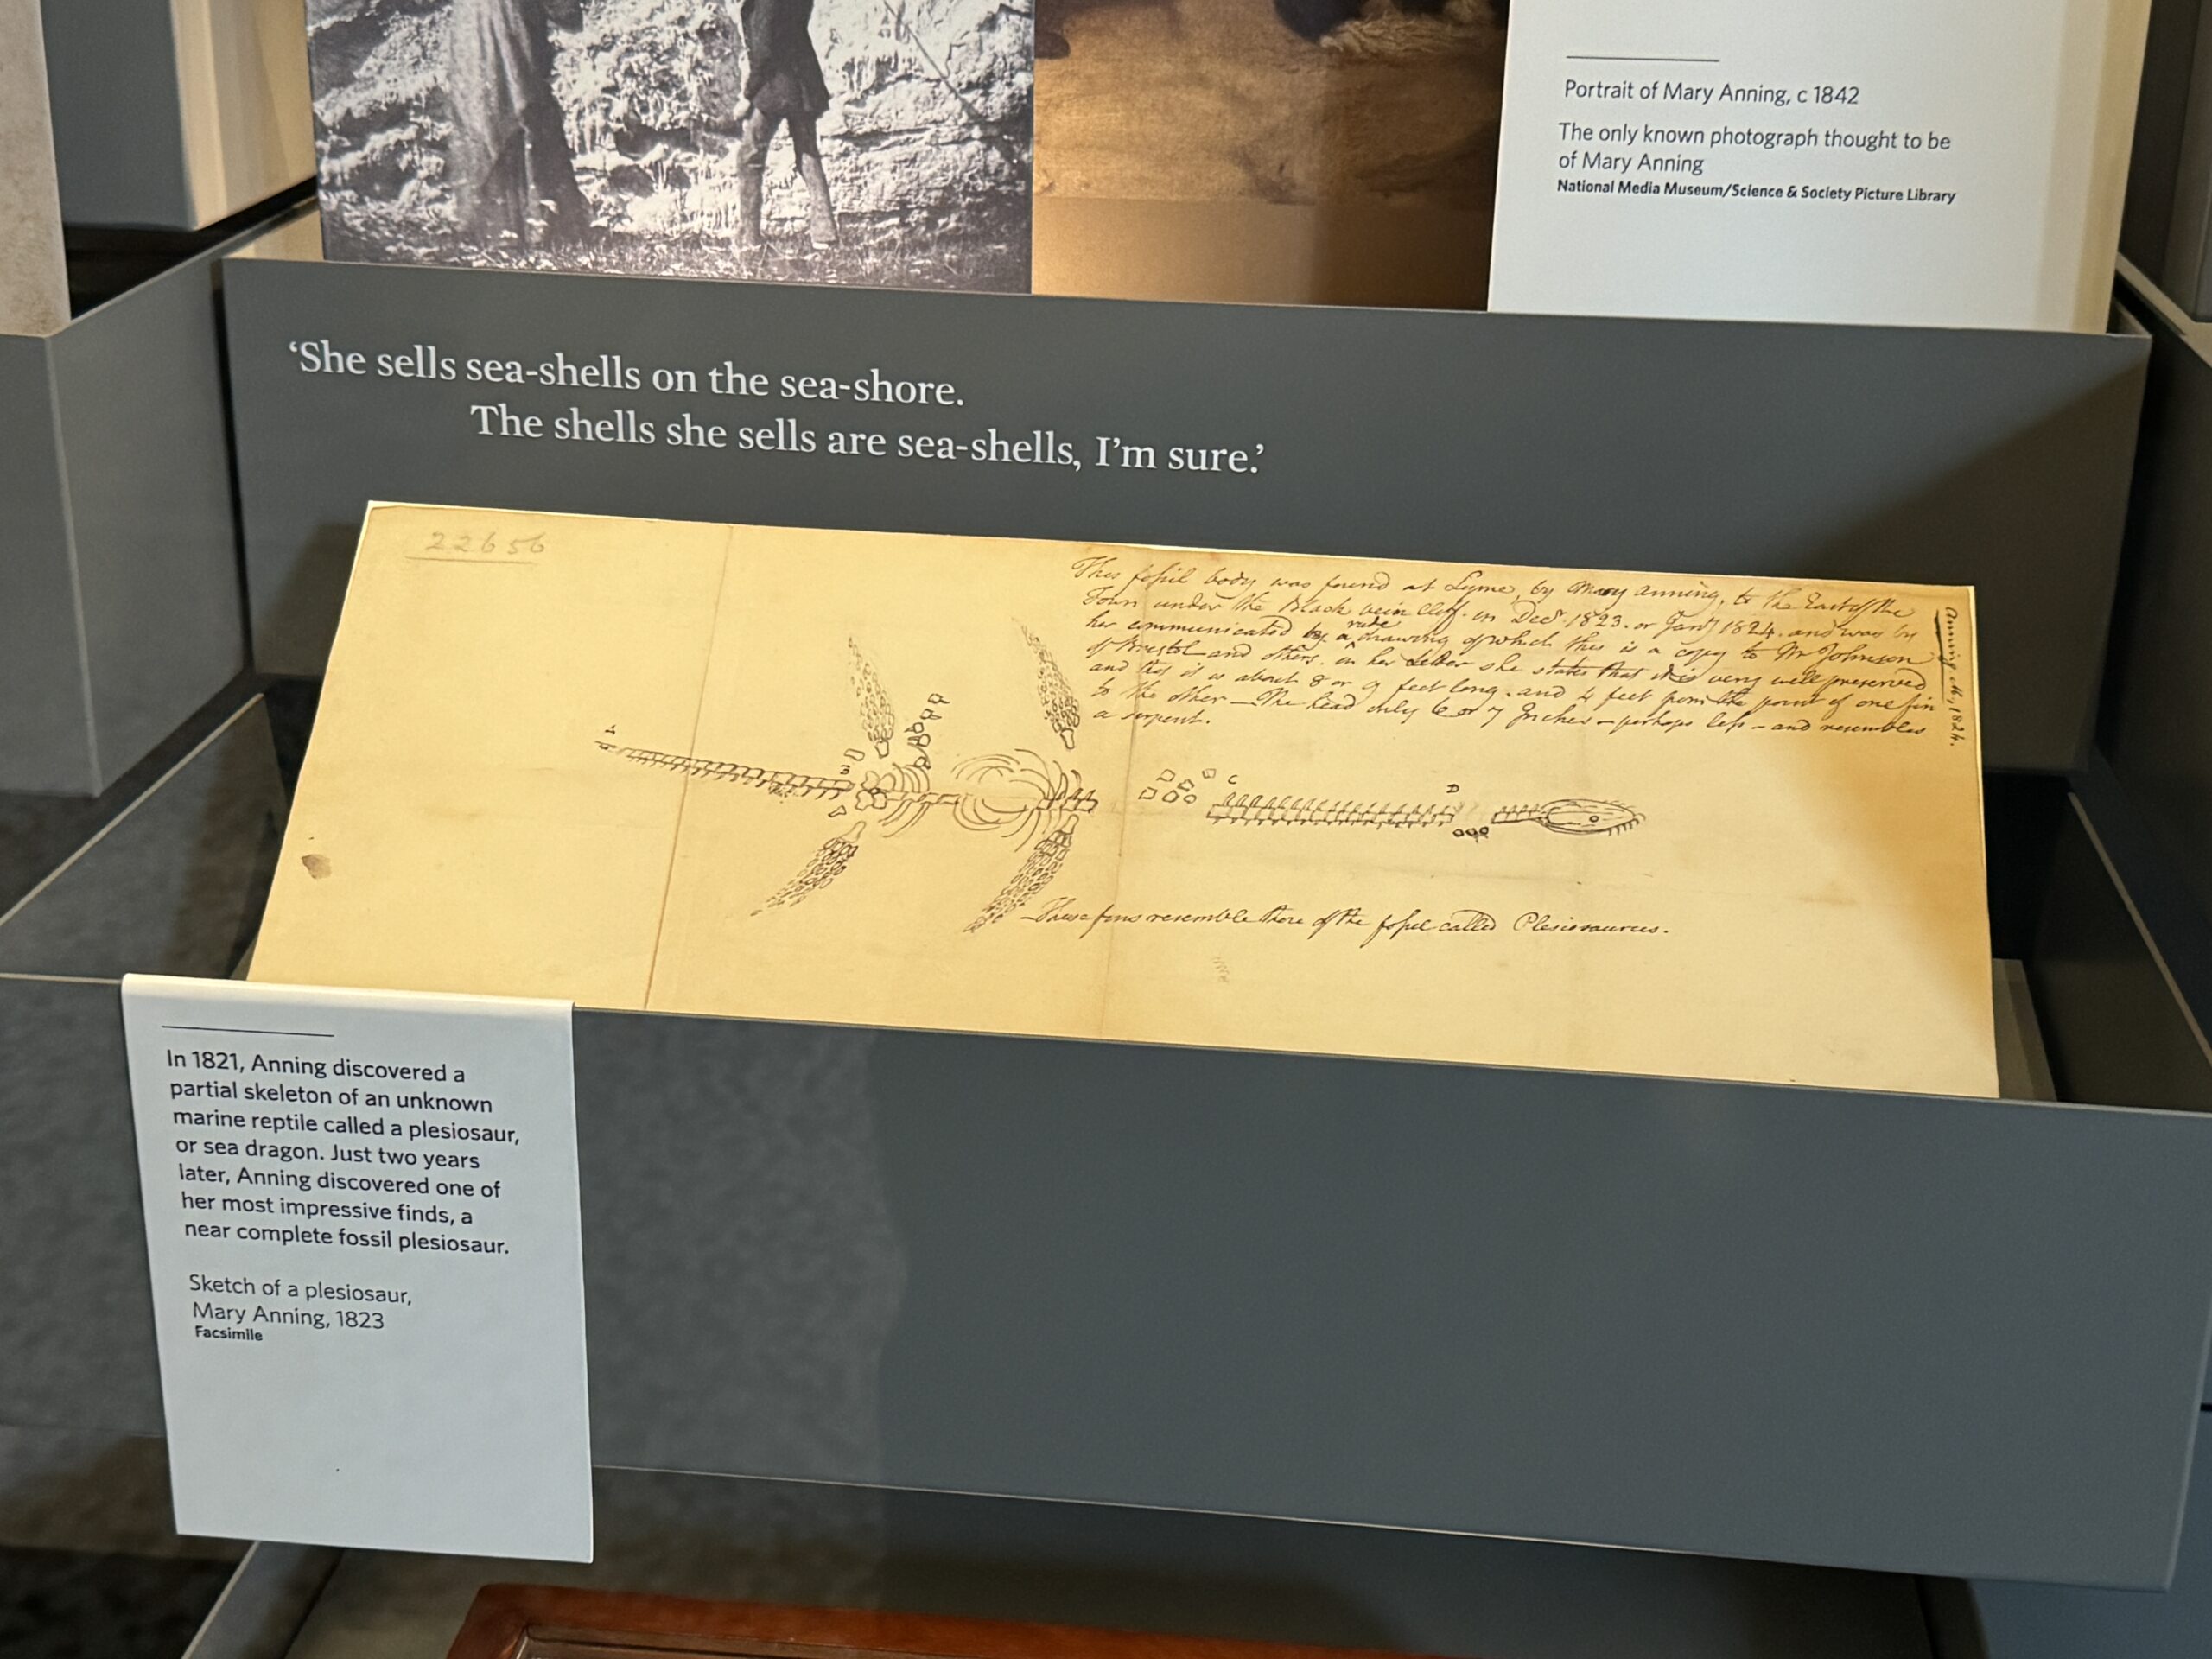 Portrait of Mary Anning, c 1842
The only known photograph thought to be
of Mary Anning
National Media Museum/Science & Society Picture Library
‘She sells sea-shells on the sea-shore.
The shells she sells are sea-shells, I’m sure.’
22656
This fossil body was found at Lyme, by Mary Anning, to the East of the
Town under the Black vein Cliff. in Decr. 1823. or Jany 1824. and was by
her communicated by a rude drawing of which this is a copy to Mr Johnson
of Bristol and others. in her Letter she states that it is very well preserved
and that it is about 8 or 9 feet long. and 4 feet from the point of one fin
to the other – The head only 6 or 7 Inches – perhaps less – and resembles
a serpent.
Anning M, 1824.
A
B
C
D
– These fins resemble those of the fossil called Plesiosaurus.
In 1821, Anning discovered a
partial skeleton of an unknown
marine reptile called a plesiosaur,
or sea dragon. Just two years
later, Anning discovered one of
her most impressive finds, a
near complete fossil plesiosaur.
Sketch of a plesiosaur,
Mary Anning, 1823
Facsimile